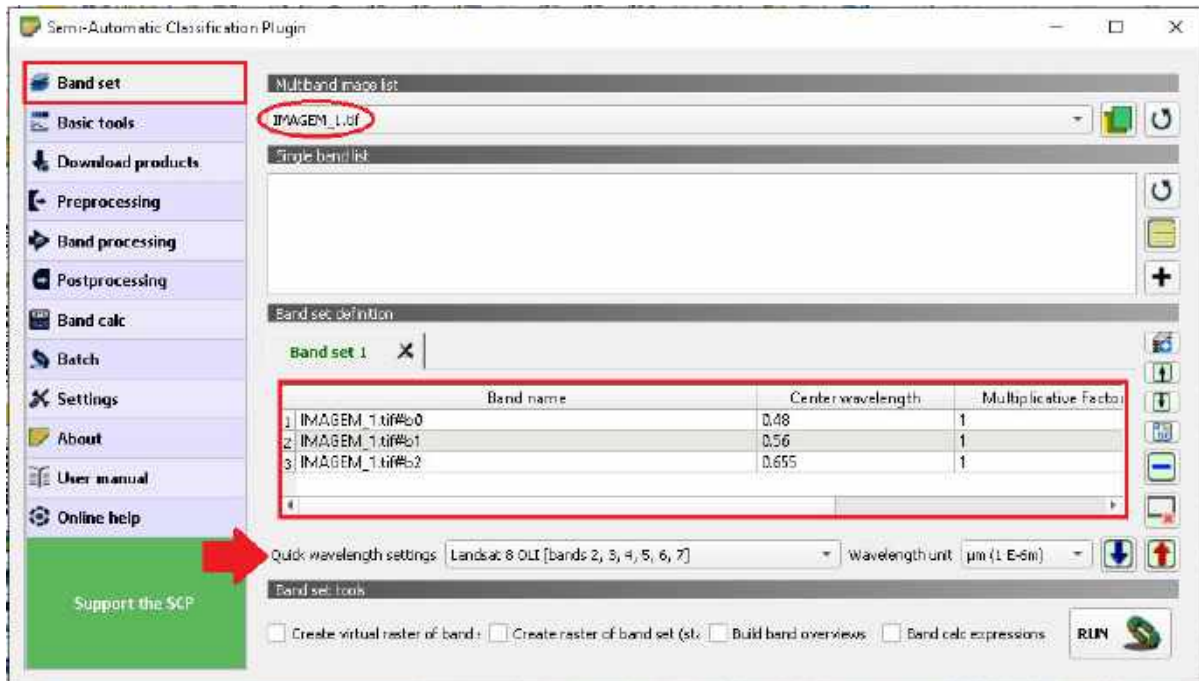 Semi-Automatic Classification Plugin
Band set
Basic tools
Download products
Preprocessing
Band processing
Postprocessing
Band calc
Batch
Settings
About
User manual
Online help
Support the SCP
Multiband image list
IMAGEM_1.tif
Single band list
Band set definition
Band set 1
Band name Center wavelength Multiplicative Factor
1 IMAGEM_1.tif#b0 0.48 1
2 IMAGEM_1.tif#b1 0.56 1
3 IMAGEM_1.tif#b2 0.655 1
Quick wavelength settings Landsat 8 OLI [bands 2, 3, 4, 5, 6, 7] Wavelength unit µm (1 E-6m)
Band set tools
Create virtual raster of band s Create raster of band set (sta Build band overviews Band calc expressions RUN